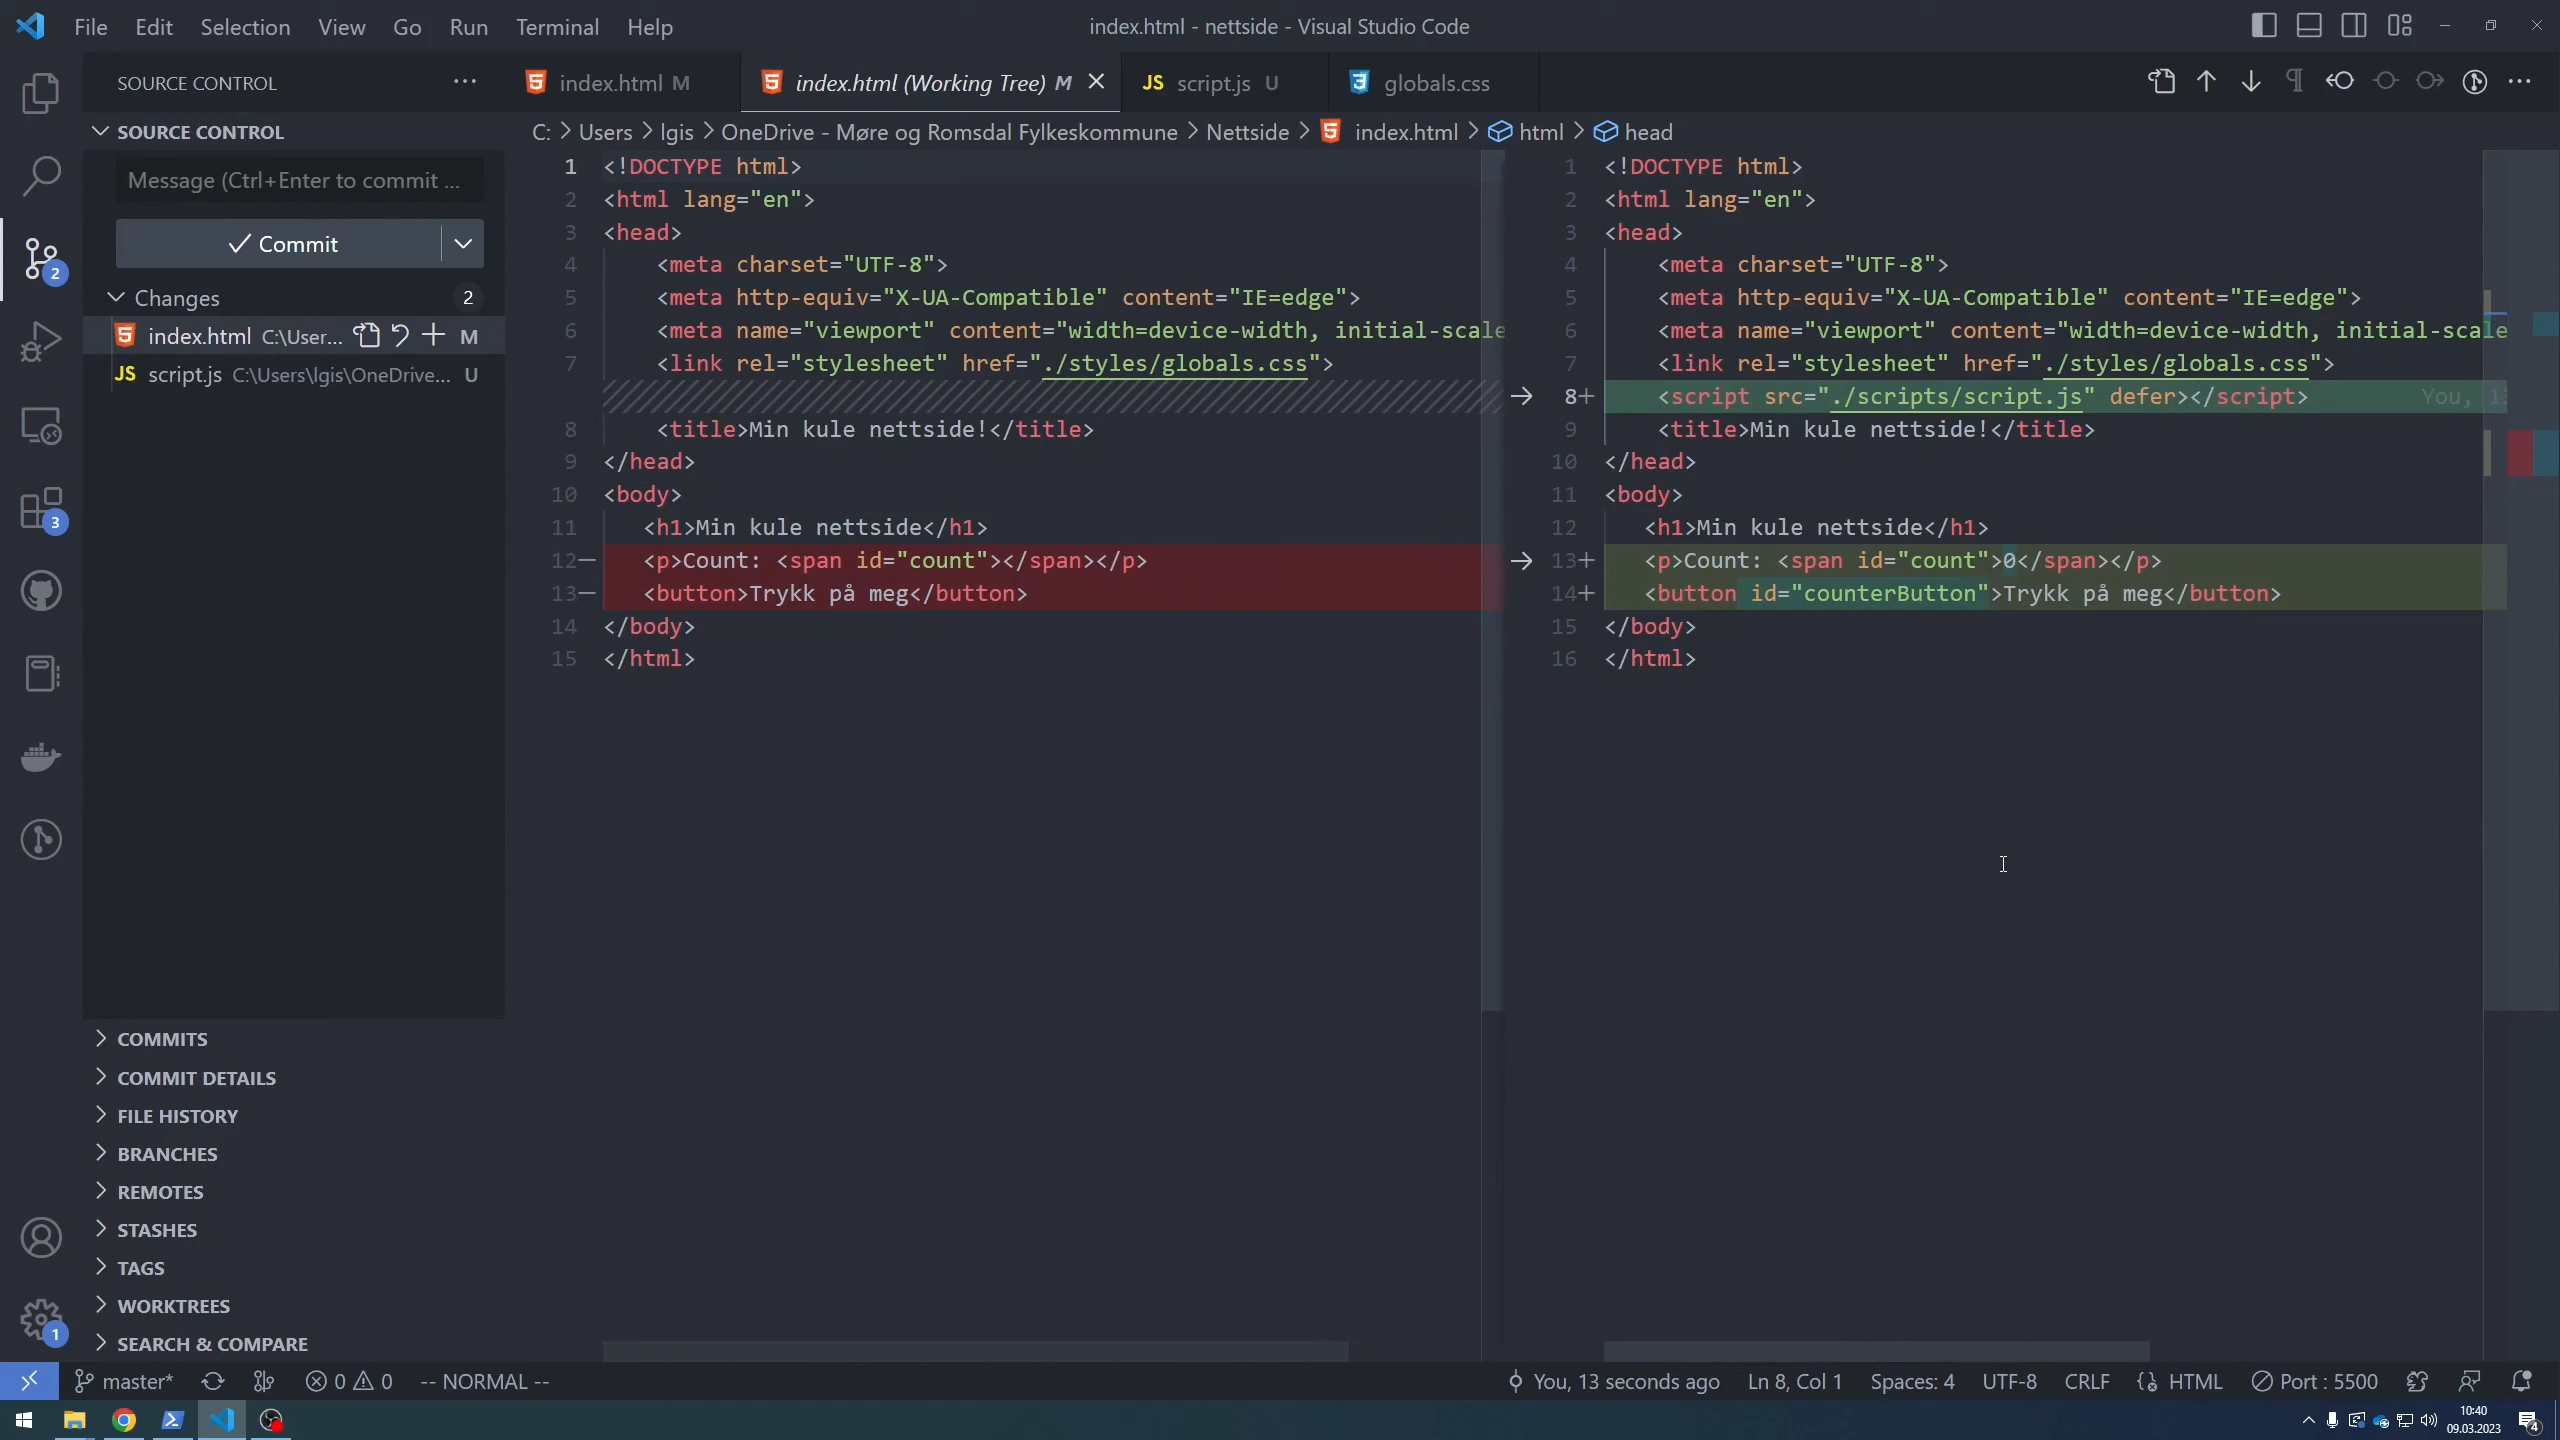 File Edit Selection View Go Run Terminal Help
index.html - nettside - Visual Studio Code
SOURCE CONTROL
index.html M
index.html (Working Tree) M
JS script.js U
globals.css
SOURCE CONTROL
C: > Users > lgis > OneDrive - Møre og Romsdal Fylkeskommune > Nettside > index.html > html > head
Message (Ctrl+Enter to commit ...
Commit
Changes 2
index.html C:\User... M
JS script.js C:\Users\lgis\OneDrive... U
2
3
1 <!DOCTYPE html>
2 <html lang="en">
3 <head>
4 <meta charset="UTF-8">
5 <meta http-equiv="X-UA-Compatible" content="IE=edge">
6 <meta name="viewport" content="width=device-width, initial-scale
7 <link rel="stylesheet" href="./styles/globals.css">
8 <title>Min kule nettside!</title>
9 </head>
10 <body>
11 <h1>Min kule nettside</h1>
12— <p>Count: <span id="count"></span></p>
13— <button>Trykk på meg</button>
14 </body>
15 </html>
1 <!DOCTYPE html>
2 <html lang="en">
3 <head>
4 <meta charset="UTF-8">
5 <meta http-equiv="X-UA-Compatible" content="IE=edge">
6 <meta name="viewport" content="width=device-width, initial-scale
7 <link rel="stylesheet" href="./styles/globals.css">
8+ <script src="./scripts/script.js" defer></script> You,
9 <title>Min kule nettside!</title>
10 </head>
11 <body>
12 <h1>Min kule nettside</h1>
13+ <p>Count: <span id="count">0</span></p>
14+ <button id="counterButton">Trykk på meg</button>
15 </body>
16 </html>
COMMITS
COMMIT DETAILS
FILE HISTORY
BRANCHES
REMOTES
STASHES
TAGS
WORKTREES
SEARCH & COMPARE
1
master* 0 0 -- NORMAL --
You, 13 seconds ago Ln 8, Col 1 Spaces: 4 UTF-8 CRLF HTML Port : 5500
10:40
09.03.2023
4